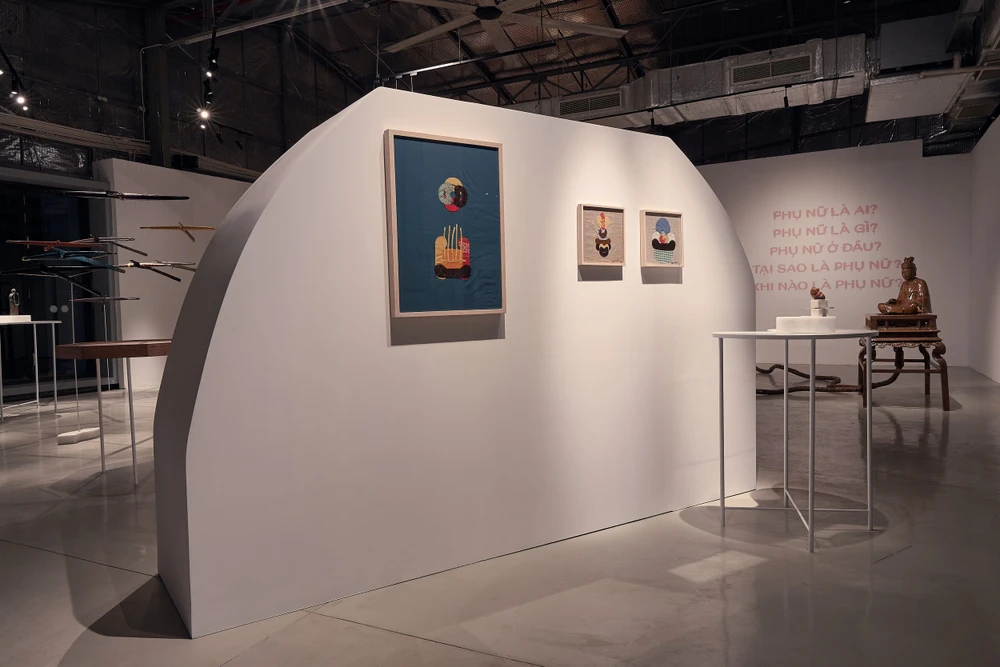 PHỤ NỮ LÀ AI?
PHỤ NỮ LÀ GÌ?
PHỤ NỮ Ở ĐÂU?
TẠI SAO LÀ PHỤ NỮ?
KHI NÀO LÀ PHỤ NỮ?